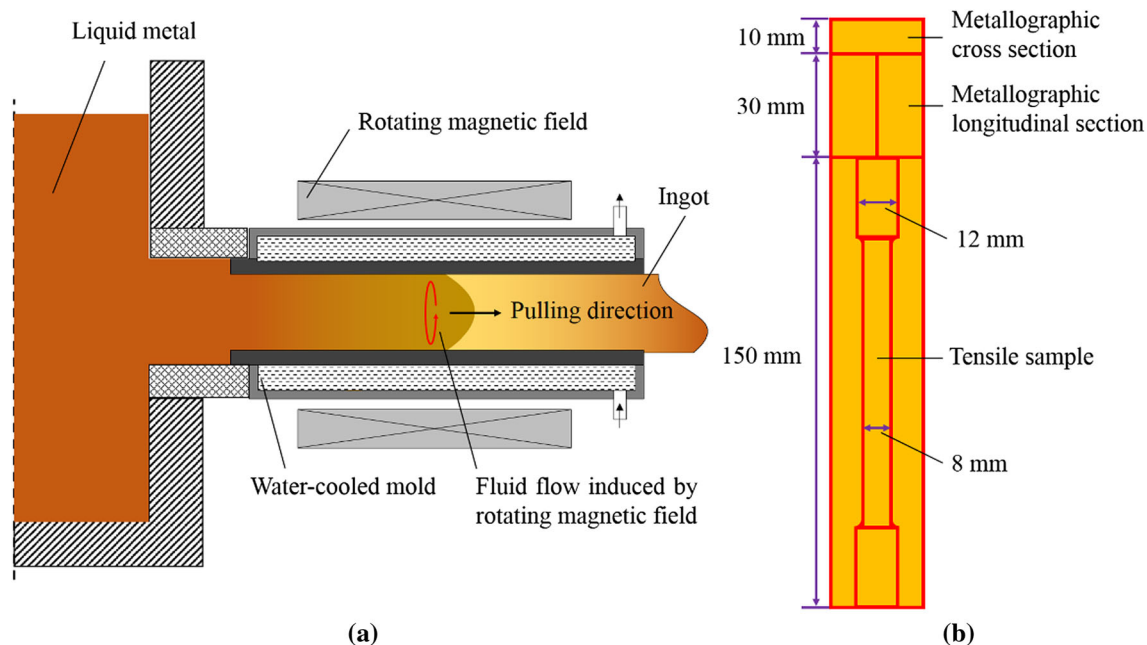 Liquid metal
Rotating magnetic field
Ingot
Pulling direction
Water-cooled mold
Fluid flow induced by
rotating magnetic field
(a)
10 mm
Metallographic
cross section
30 mm
Metallographic
longitudinal section
12 mm
150 mm
Tensile sample
8 mm
(b)